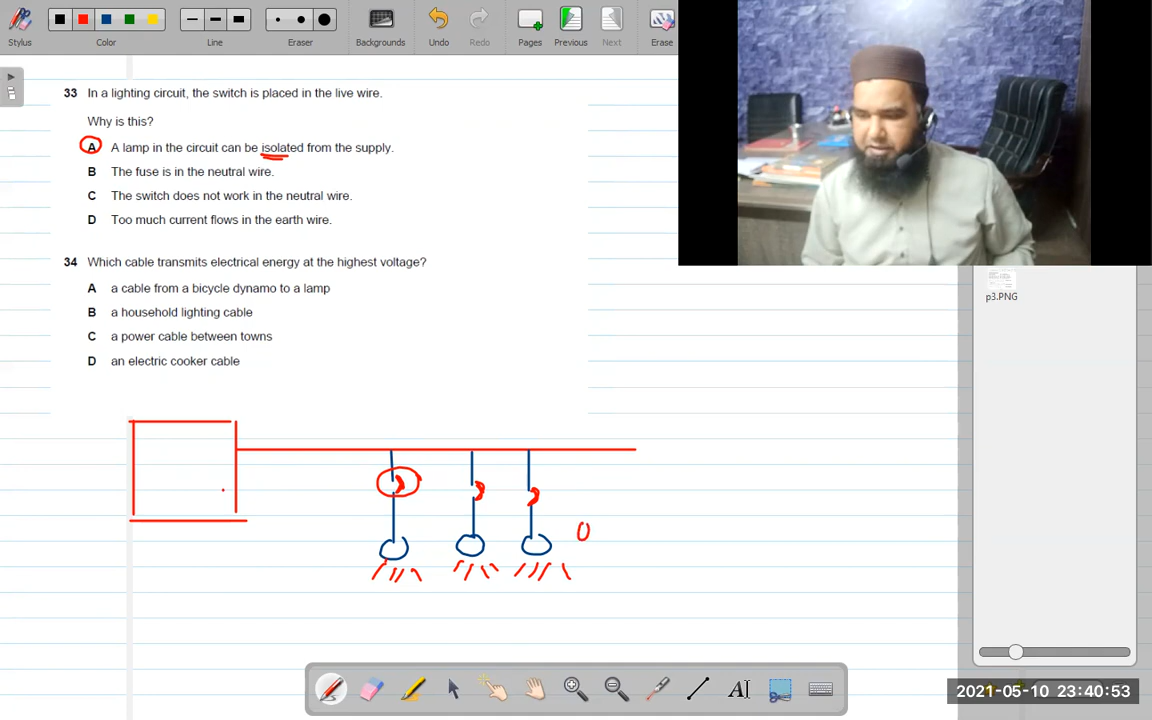 Stylus
Color
Line
Eraser
Backgrounds
Undo
Redo
Pages
Previous
Next
Erase
33 In a lighting circuit, the switch is placed in the live wire.
Why is this?
A A lamp in the circuit can be isolated from the supply.
B The fuse is in the neutral wire.
C The switch does not work in the neutral wire.
D Too much current flows in the earth wire.
34 Which cable transmits electrical energy at the highest voltage?
A a cable from a bicycle dynamo to a lamp
B a household lighting cable
C a power cable between towns
D an electric cooker cable
p3.PNG
0
2021-05-10 23:40:53